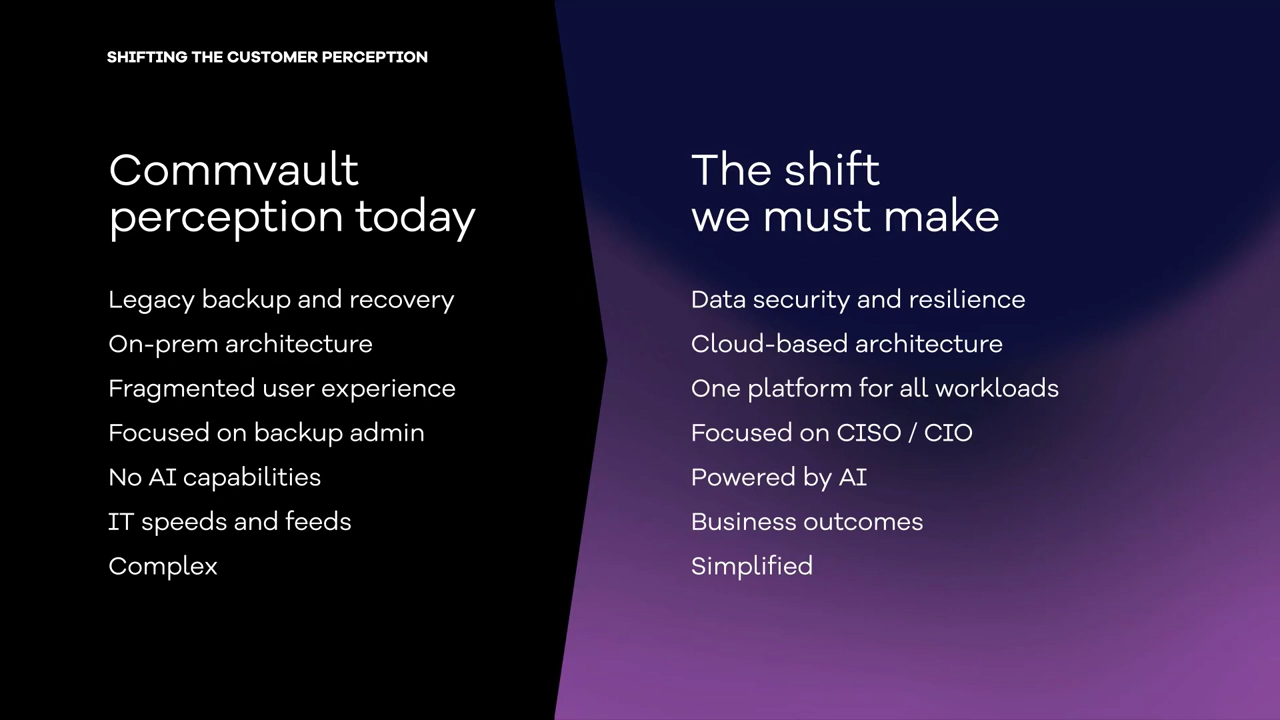 SHIFTING THE CUSTOMER PERCEPTION
Commvault
perception today
Legacy backup and recovery
On-prem architecture
Fragmented user experience
Focused on backup admin
No AI capabilities
IT speeds and feeds
Complex
The shift
we must make
Data security and resilience
Cloud-based architecture
One platform for all workloads
Focused on CISO / CIO
Powered by AI
Business outcomes
Simplified